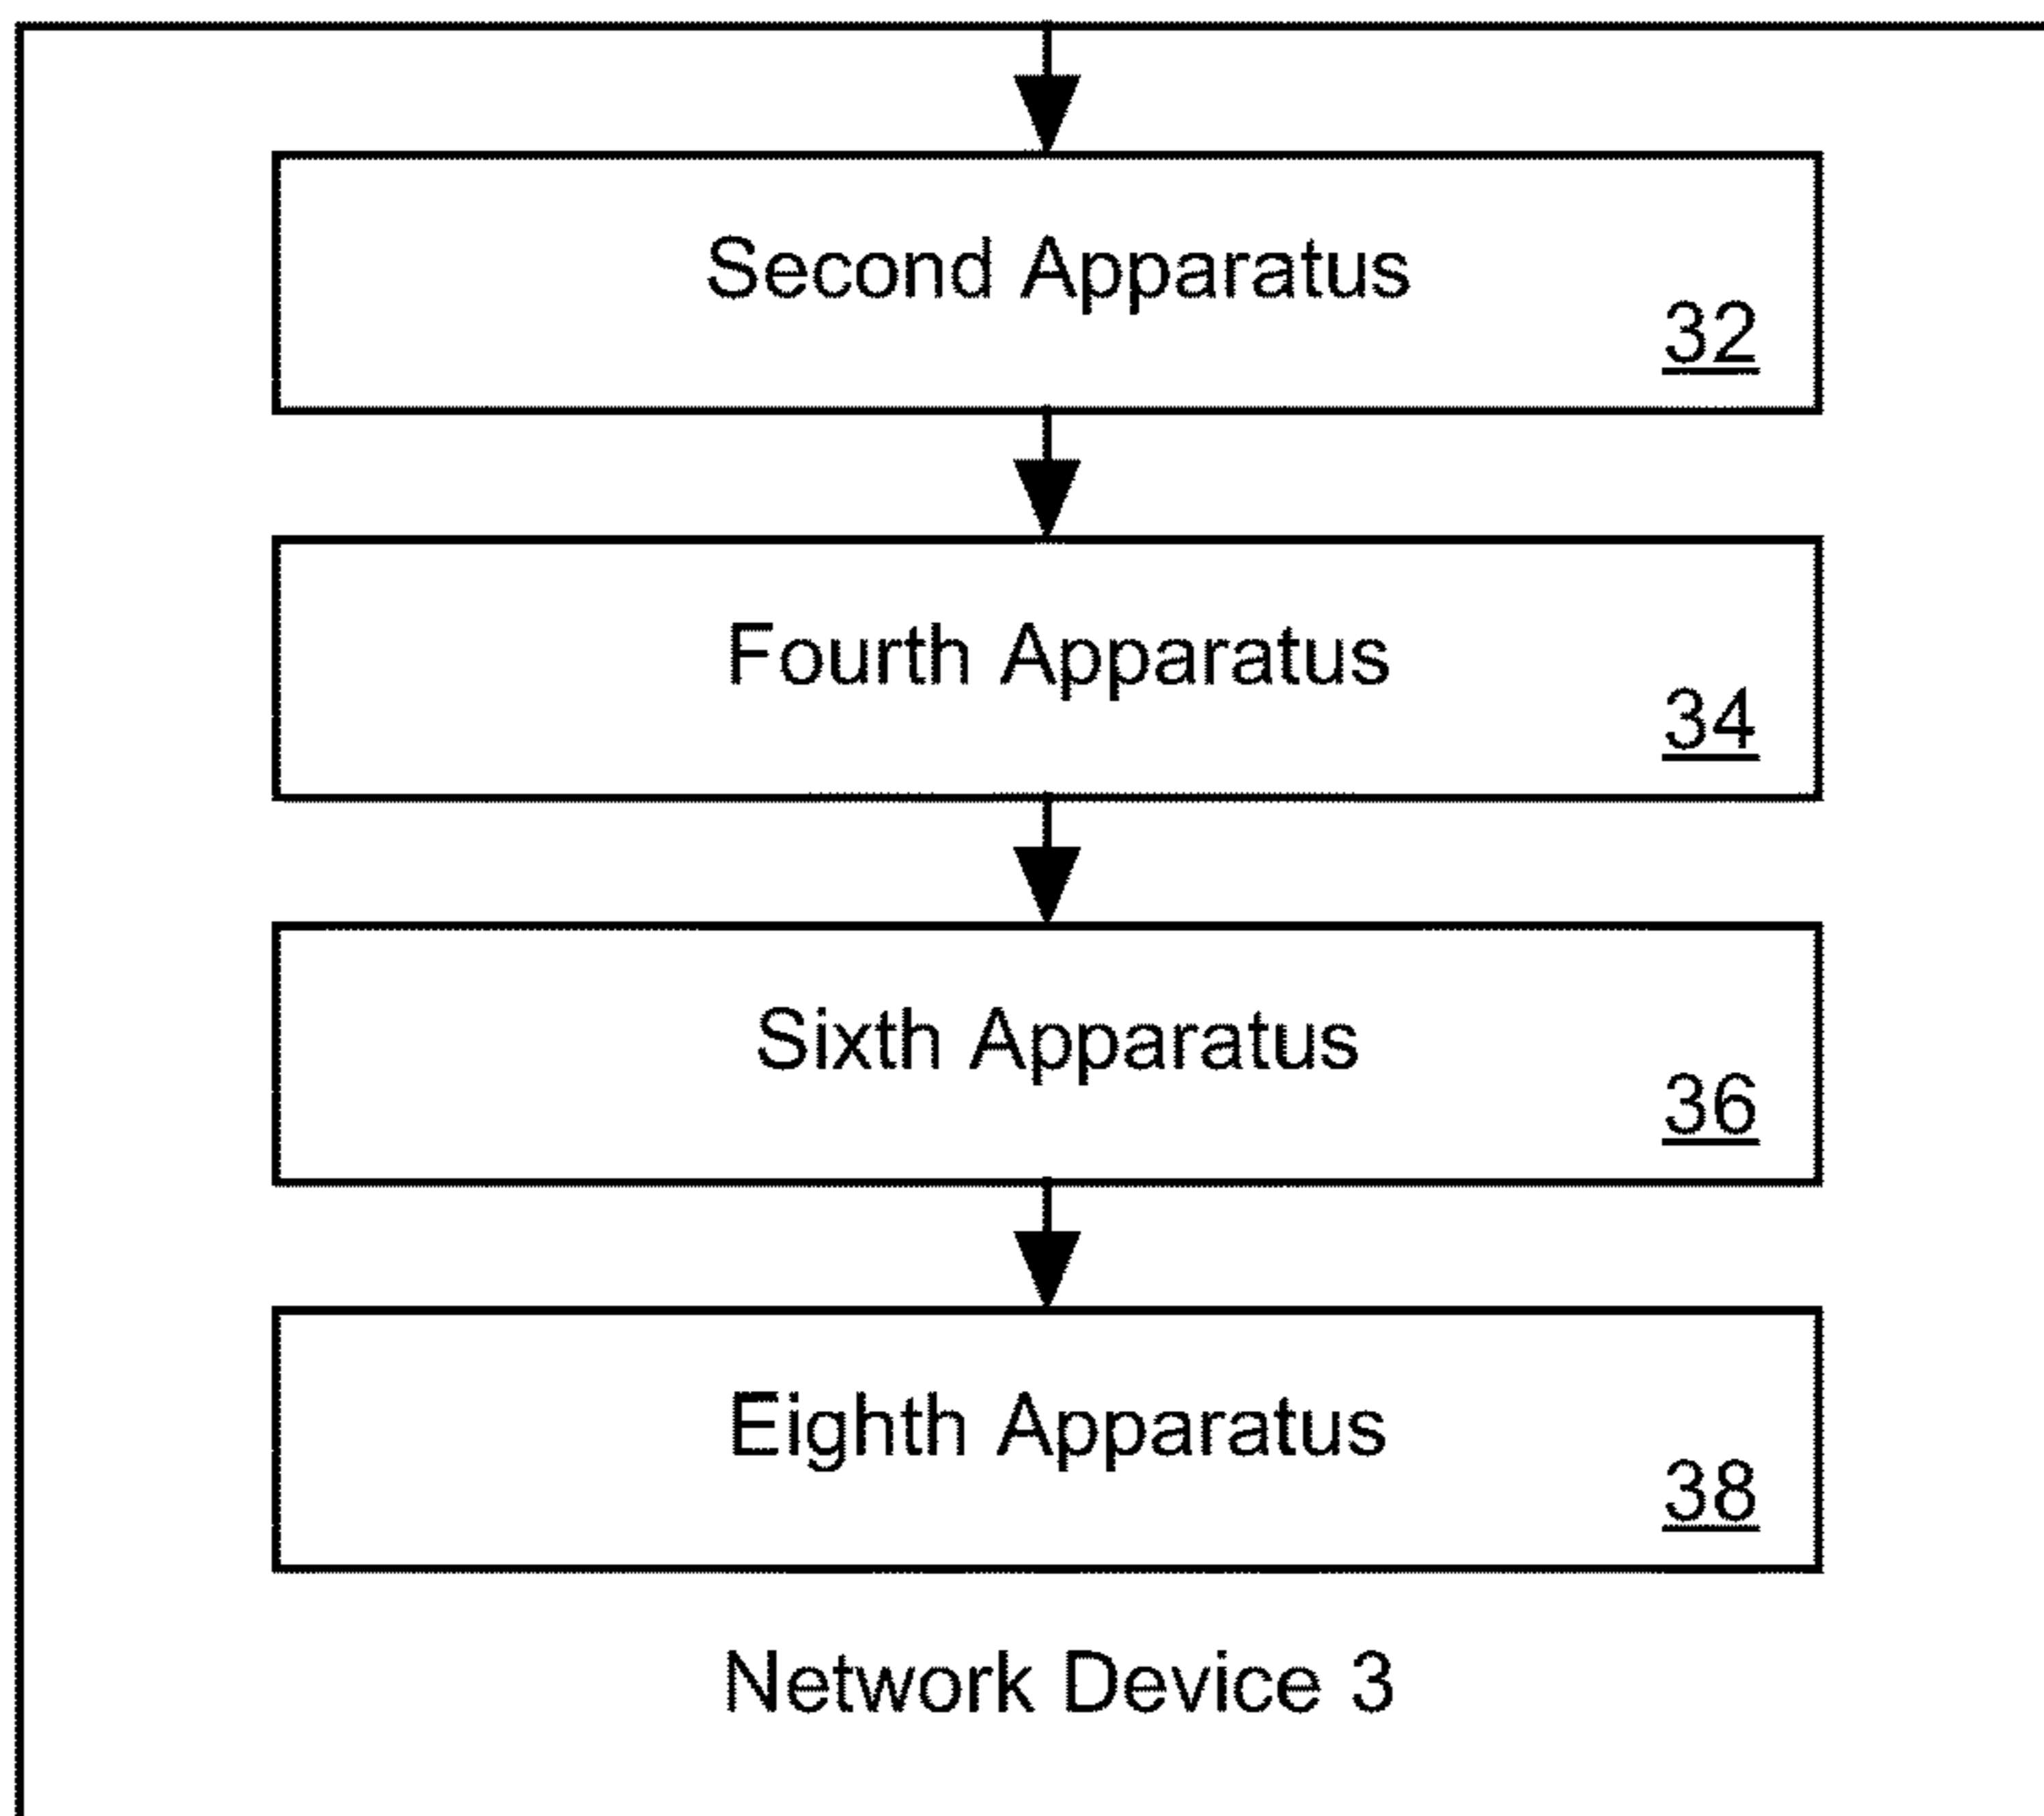 Second Apparatus
32
Fourth Apparatus
34
Sixth Apparatus
36
Eighth Apparatus
38
Network Device 3